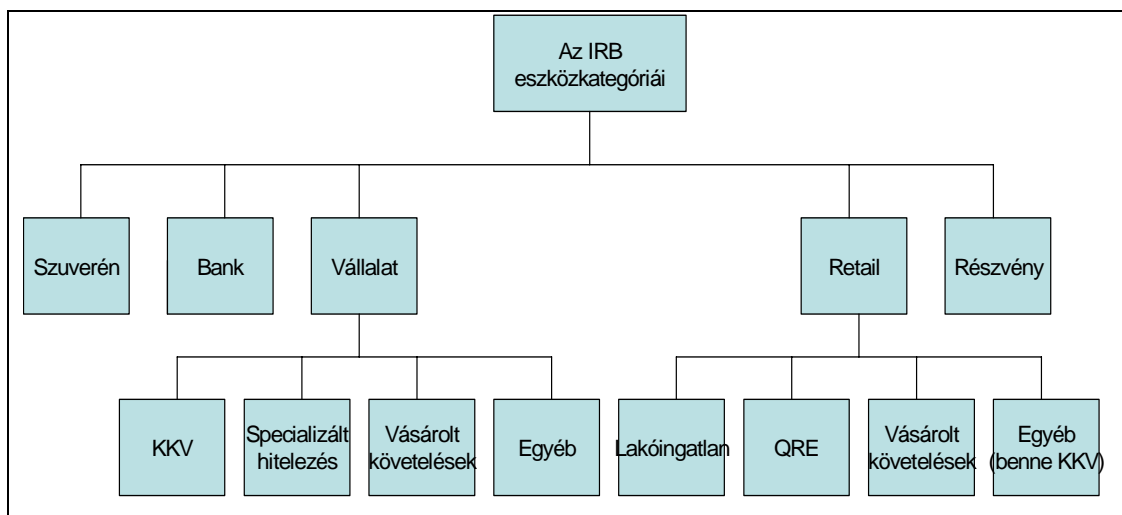 Az IRB
eszközkategóriái
Szuverén
Bank
Vállalat
Retail
Részvény
KKV
Specializált
hitelezés
Vásárolt
követelések
Egyéb
Lakóingatlan
QRE
Vásárolt
követelések
Egyéb
(benne KKV)